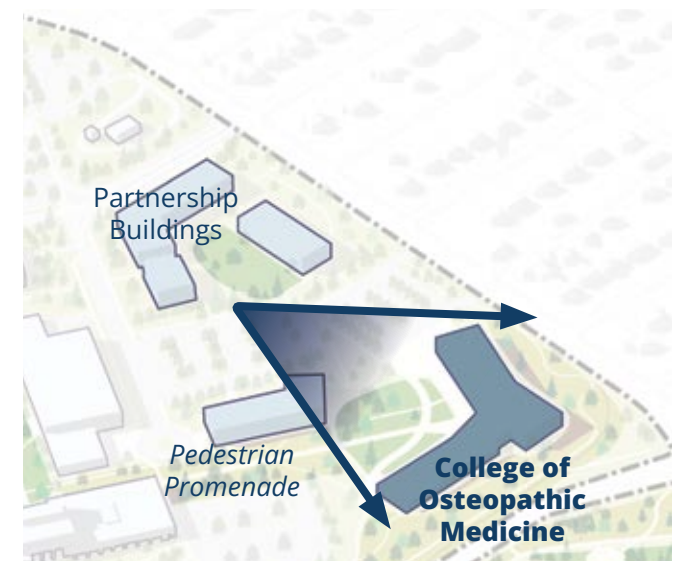 Partnership
Buildings
Pedestrian
Promenade
College of
Osteopathic
Medicine